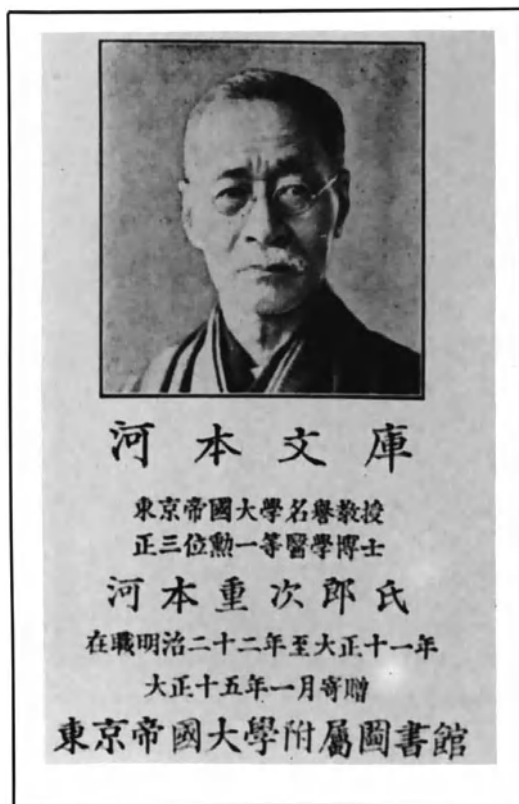 河本文庫
東京帝國大學名譽教授
正三位勲一等醫學博士
河本重次郎氏
在職明治二十二年至大正十一年
大正十五年一月寄贈
東京帝國大學附屬圖書館